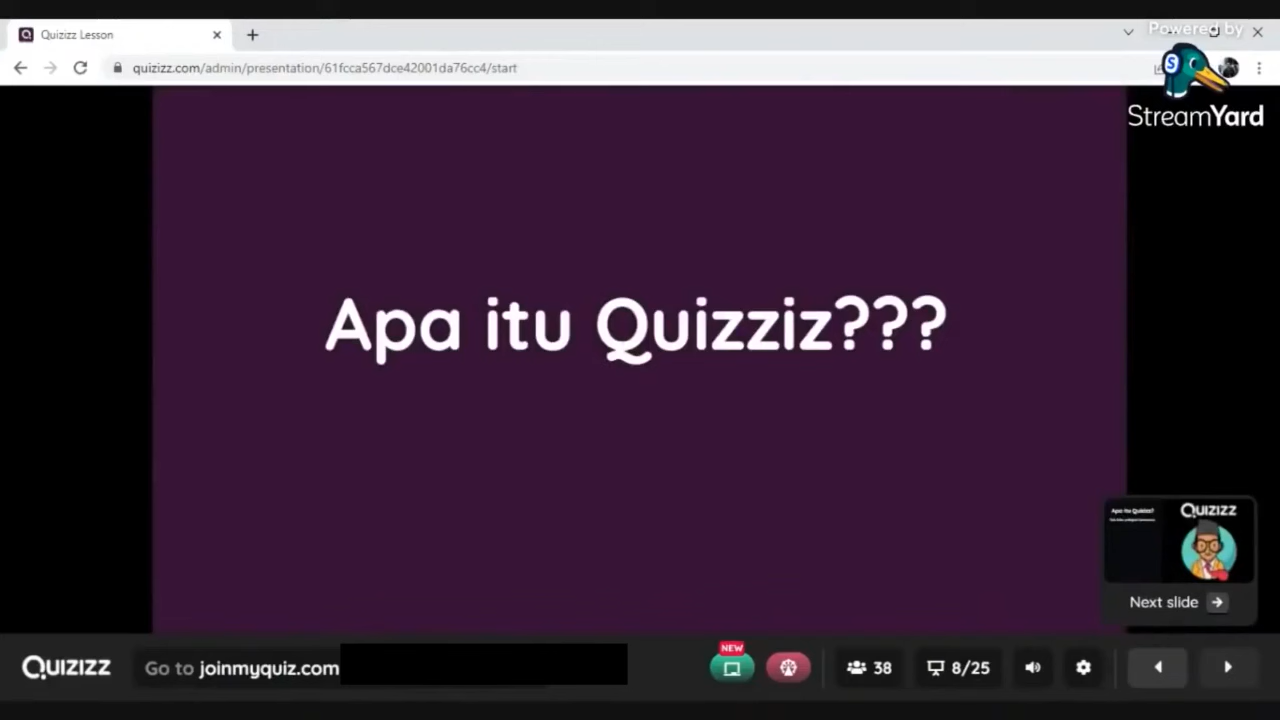 Quizizz Lesson
Powered by
quizizz.com/admin/presentation/61fcca567dce42001da76cc4/start
StreamYard
Apa itu Quizziz???
QUIZIZZ
Next slide
QUIZIZZ
Go to joinmyquiz.com
NEW
38
8/25